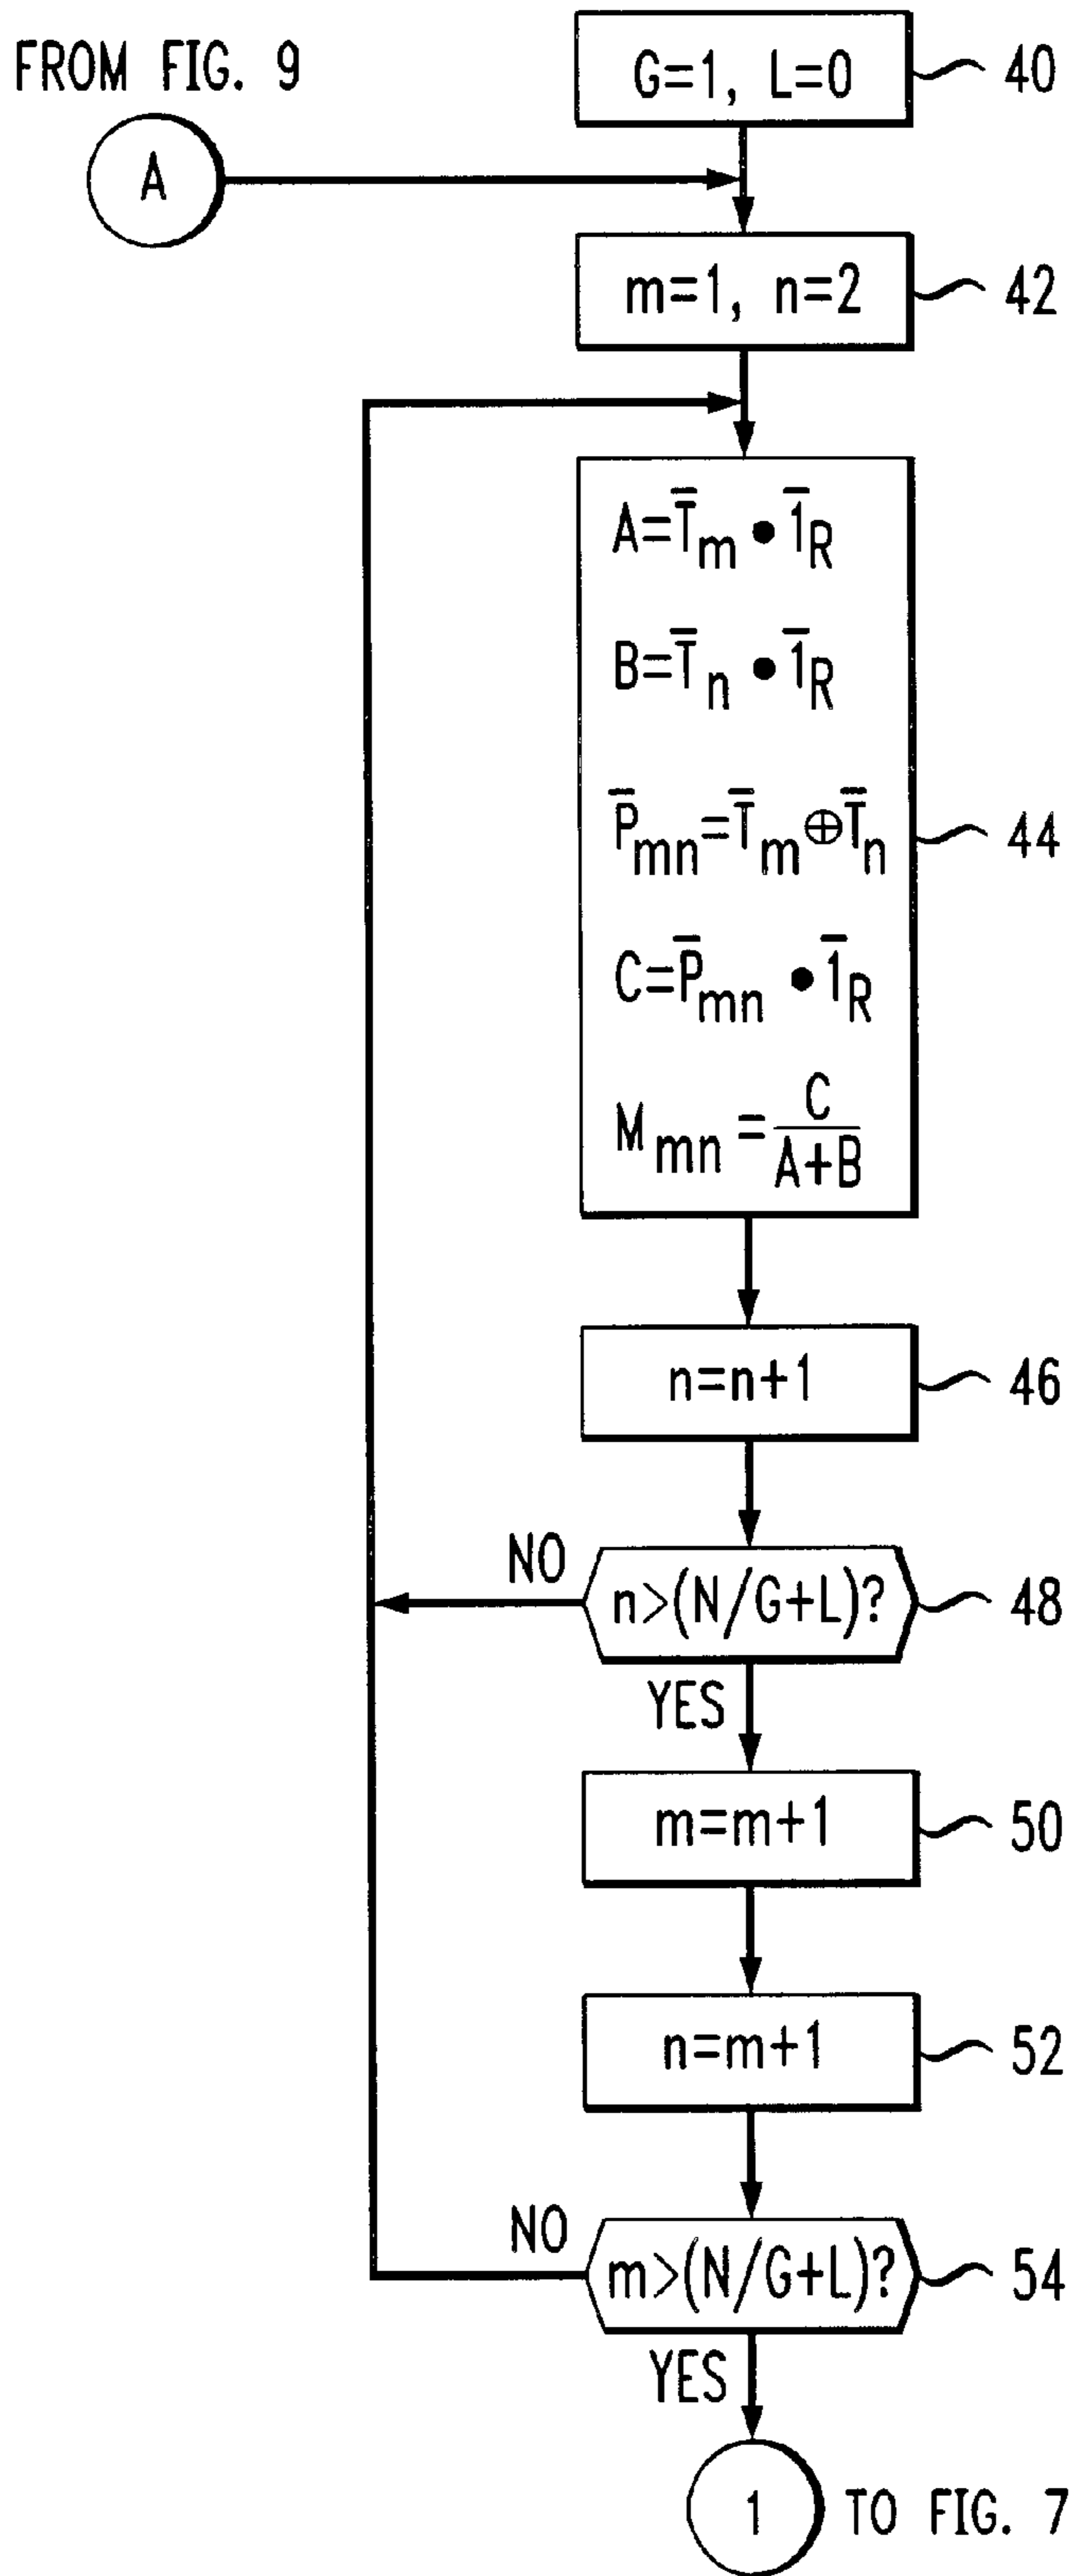 FROM FIG. 9
A
G=1, L=0
40
m=1, n=2
42
A=T̅m • 1̅R
B=T̅n • 1̅R
P̅mn=T̅m⊕T̅n
44
C=P̅mn • 1̅R
Mmn=C/A+B
n=n+1
46
NO
n>(N/G+L)?
48
YES
m=m+1
50
n=m+1
52
NO
m>(N/G+L)?
54
YES
1
TO FIG. 7